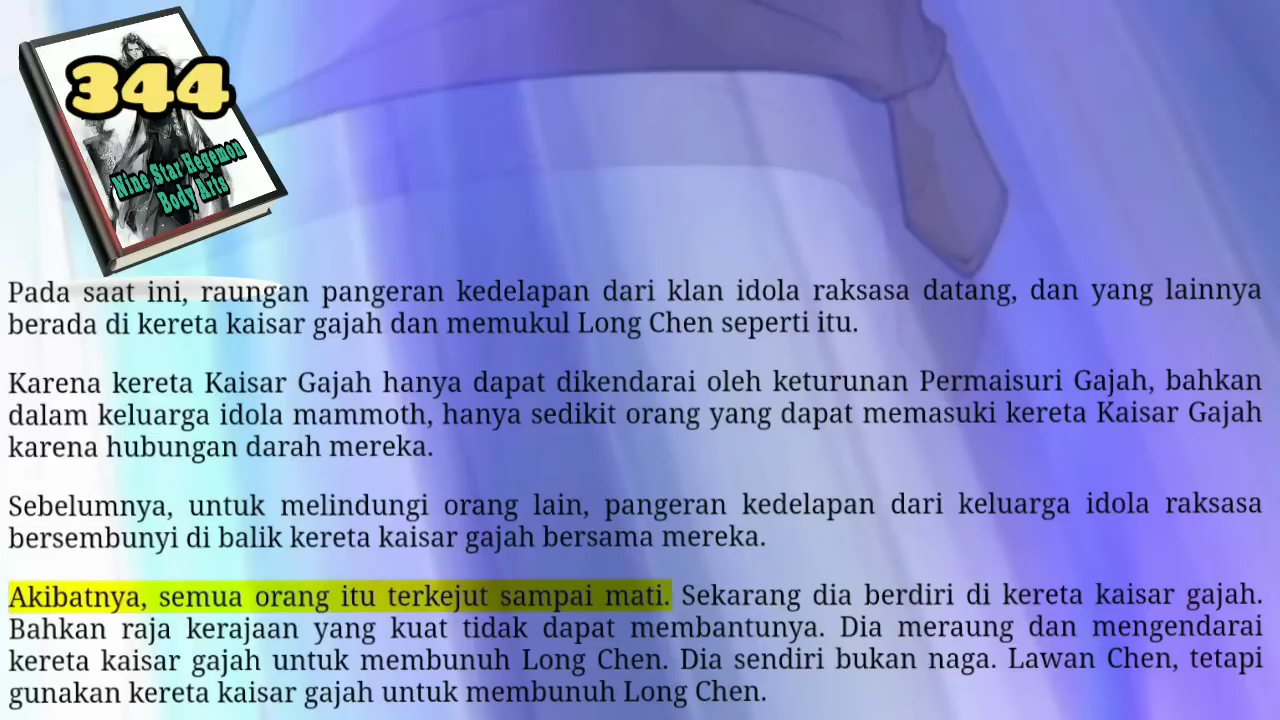 344
Nine Star Hegemon
Body Arts
Pada saat ini, raungan pangeran kedelapan dari klan idola raksasa datang, dan yang lainnya
berada di kereta kaisar gajah dan memukul Long Chen seperti itu.
Karena kereta Kaisar Gajah hanya dapat dikendarai oleh keturunan Permaisuri Gajah, bahkan
dalam keluarga idola mammoth, hanya sedikit orang yang dapat memasuki kereta Kaisar Gajah
karena hubungan darah mereka.
Sebelumnya, untuk melindungi orang lain, pangeran kedelapan dari keluarga idola raksasa
bersembunyi di balik kereta kaisar gajah bersama mereka.
Akibatnya, semua orang itu terkejut sampai mati. Sekarang dia berdiri di kereta kaisar gajah.
Bahkan raja kerajaan yang kuat tidak dapat membantunya. Dia meraung dan mengendarai
kereta kaisar gajah untuk membunuh Long Chen. Dia sendiri bukan naga. Lawan Chen, tetapi
gunakan kereta kaisar gajah untuk membunuh Long Chen.